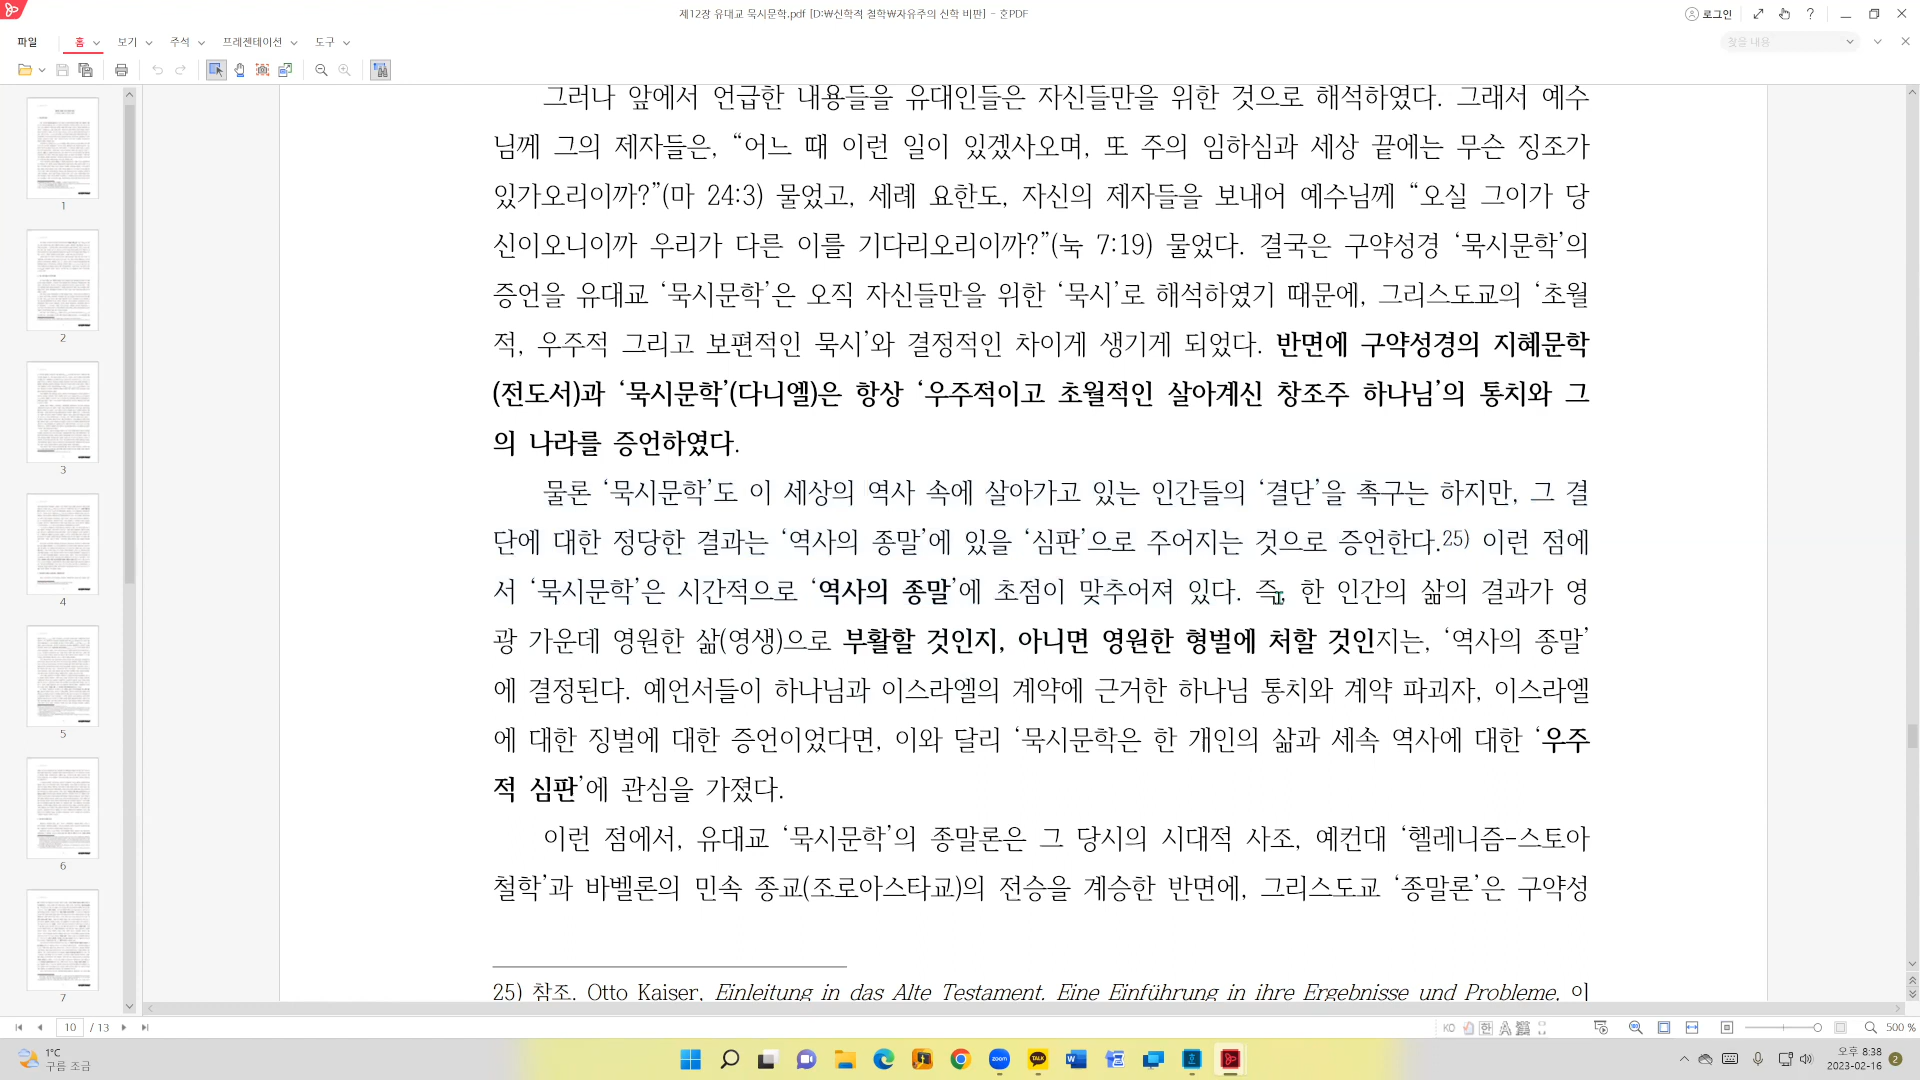 제12장 유대교 묵시문학.pdf [D:₩신학적 철학₩자유주의 신학 비판] - 혼PDF
로그인
파일 홈 보기 주석 프레젠테이션 도구
찾을 내용
그러나 앞에서 언급한 내용들을 유대인들은 자신들만을 위한 것으로 해석하였다. 그래서 예수
님께 그의 제자들은, “어느 때 이런 일이 있겠사오며, 또 주의 임하심과 세상 끝에는 무슨 징조가
있가오리이까?”(마 24:3) 물었고, 세례 요한도, 자신의 제자들을 보내어 예수님께 “오실 그이가 당
신이오니이까 우리가 다른 이를 기다리오리이까?”(눅 7:19) 물었다. 결국은 구약성경 ‘묵시문학’의
증언을 유대교 ‘묵시문학’은 오직 자신들만을 위한 ‘묵시’로 해석하였기 때문에, 그리스도교의 ‘초월
적, 우주적 그리고 보편적인 묵시’와 결정적인 차이게 생기게 되었다. 반면에 구약성경의 지혜문학
(전도서)과 ‘묵시문학’(다니엘)은 항상 ‘우주적이고 초월적인 살아계신 창조주 하나님’의 통치와 그
의 나라를 증언하였다.
물론 ‘묵시문학’도 이 세상의 역사 속에 살아가고 있는 인간들의 ‘결단’을 촉구는 하지만, 그 결
단에 대한 정당한 결과는 ‘역사의 종말’에 있을 ‘심판’으로 주어지는 것으로 증언한다.25) 이런 점에
서 ‘묵시문학’은 시간적으로 ‘역사의 종말’에 초점이 맞추어져 있다. 즉, 한 인간의 삶의 결과가 영
광 가운데 영원한 삶(영생)으로 부활할 것인지, 아니면 영원한 형벌에 처할 것인지는, ‘역사의 종말’
에 결정된다. 예언서들이 하나님과 이스라엘의 계약에 근거한 하나님 통치와 계약 파괴자, 이스라엘
에 대한 징벌에 대한 증언이었다면, 이와 달리 ‘묵시문학은 한 개인의 삶과 세속 역사에 대한 ‘우주
적 심판’에 관심을 가졌다.
이런 점에서, 유대교 ‘묵시문학’의 종말론은 그 당시의 시대적 사조, 예컨대 ‘헬레니즘-스토아
철학’과 바벨론의 민속 종교(조로아스타교)의 전승을 계승한 반면에, 그리스도교 ‘종말론’은 구약성
25) 참조. Otto Kaiser, Einleitung in das Alte Testament. Eine Einführung in ihre Ergebnisse und Probleme, 이
1
2
3
4
5
6
7
10 / 13
500 %
1°C
구름 조금
zoom
TALK
오후 8:38
2023-02-16
2